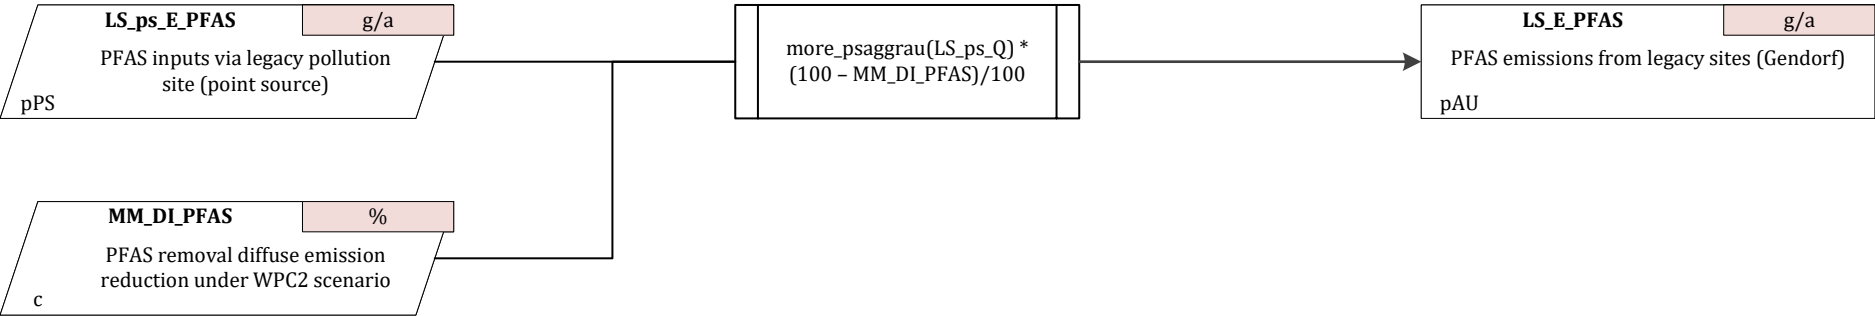 LS_ps_E_PFAS
g/a
PFAS inputs via legacy pollution
site (point source)
pPS
more_psaggrau(LS_ps_Q) *
(100 – MM_DI_PFAS)/100
LS_E_PFAS
g/a
PFAS emissions from legacy sites (Gendorf)
pAU
MM_DI_PFAS
%
PFAS removal diffuse emission
reduction under WPC2 scenario
c